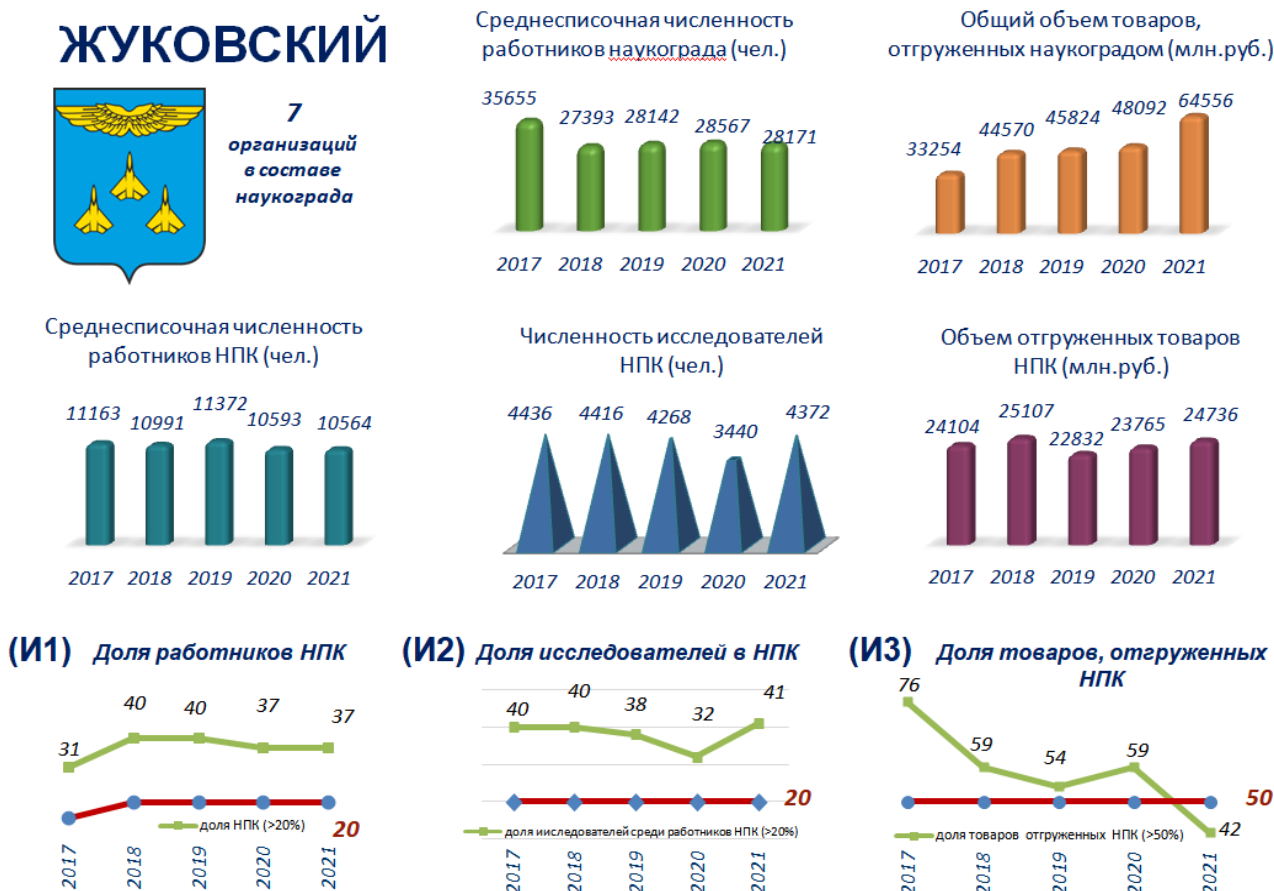 ЖУКОВСКИЙ
7
организаций
в составе
наукограда
Среднесписочная численность
работников наукограда (чел.)
35655
27393
28142
28567
28171
2017 2018 2019 2020 2021
Общий объем товаров,
отгруженных наукоградом (млн.руб.)
33254
44570
45824
48092
64556
2017 2018 2019 2020 2021
Среднесписочная численность
работников НПК (чел.)
11163
10991
11372
10593
10564
2017 2018 2019 2020 2021
Численность исследователей
НПК (чел.)
4436
4416
4268
3440
4372
2017 2018 2019 2020 2021
Объем отгруженных товаров
НПК (млн.руб.)
24104
25107
22832
23765
24736
2017 2018 2019 2020 2021
(И1) Доля работников НПК
31
40
40
37
37
доля НПК (>20%)
20
2017 2018 2019 2020 2021
(И2) Доля исследователей в НПК
40
40
38
32
41
20
доля иисследователей среди работников НПК (>20%)
2017 2018 2019 2020 2021
(И3) Доля товаров, отгруженных
НПК
76
59
54
59
42
50
доля товаров отгруженных НПК (>50%)
2017 2018 2019 2020 2021